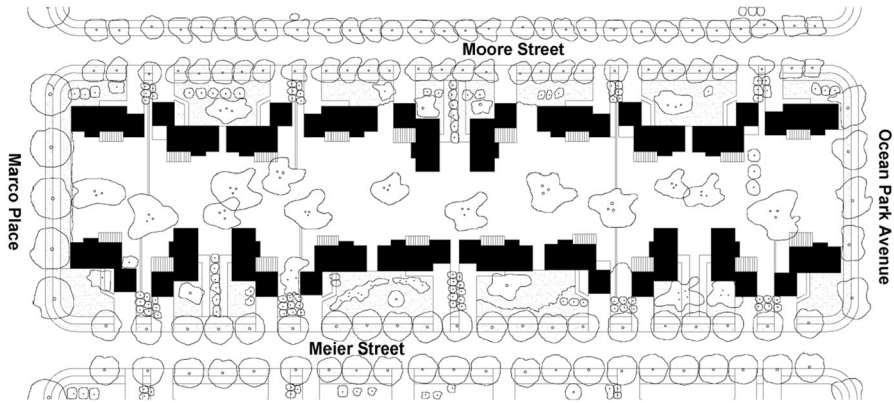 Moore Street
Marco Place
Ocean Park Avenue
Meier Street